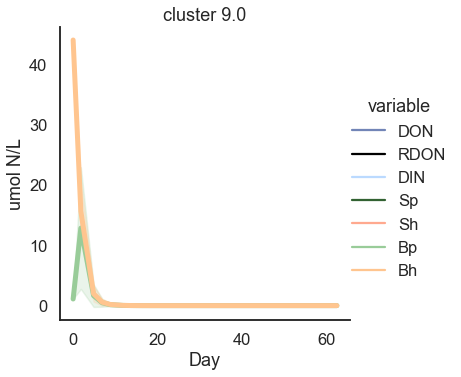 cluster 9.0
umol N/L
40
30
20
10
0
0
20
40
60
Day
variable
DON
RDON
DIN
Sp
Sh
Bp
Bh